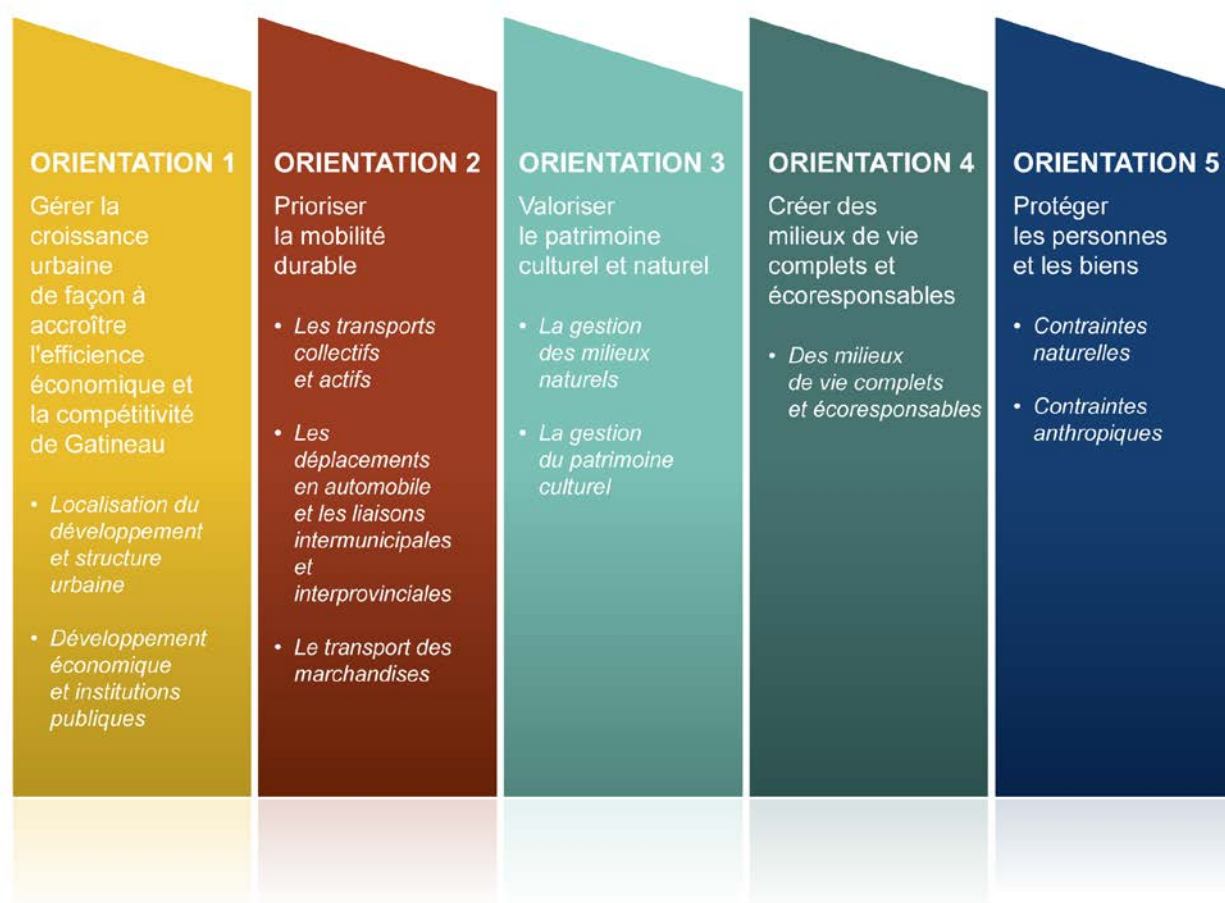 ORIENTATION 1
Gérer la
croissance
urbaine
de façon à
accroître
l'efficience
économique et
la compétitivité
de Gatineau
• Localisation du
développement
et structure
urbaine
• Développement
économique
et institutions
publiques
ORIENTATION 2
Prioriser
la mobilité
durable
• Les transports
collectifs
et actifs
• Les
déplacements
en automobile
et les liaisons
intermunicipales
et
interprovinciales
• Le transport des
marchandises
ORIENTATION 3
Valoriser
le patrimoine
culturel et naturel
• La gestion
des milieux
naturels
• La gestion
du patrimoine
culturel
ORIENTATION 4
Créer des
milieux de vie
complets et
écoresponsables
• Des milieux
de vie complets
et écoresponsables
ORIENTATION 5
Protéger
les personnes
et les biens
• Contraintes
naturelles
• Contraintes
anthropiques